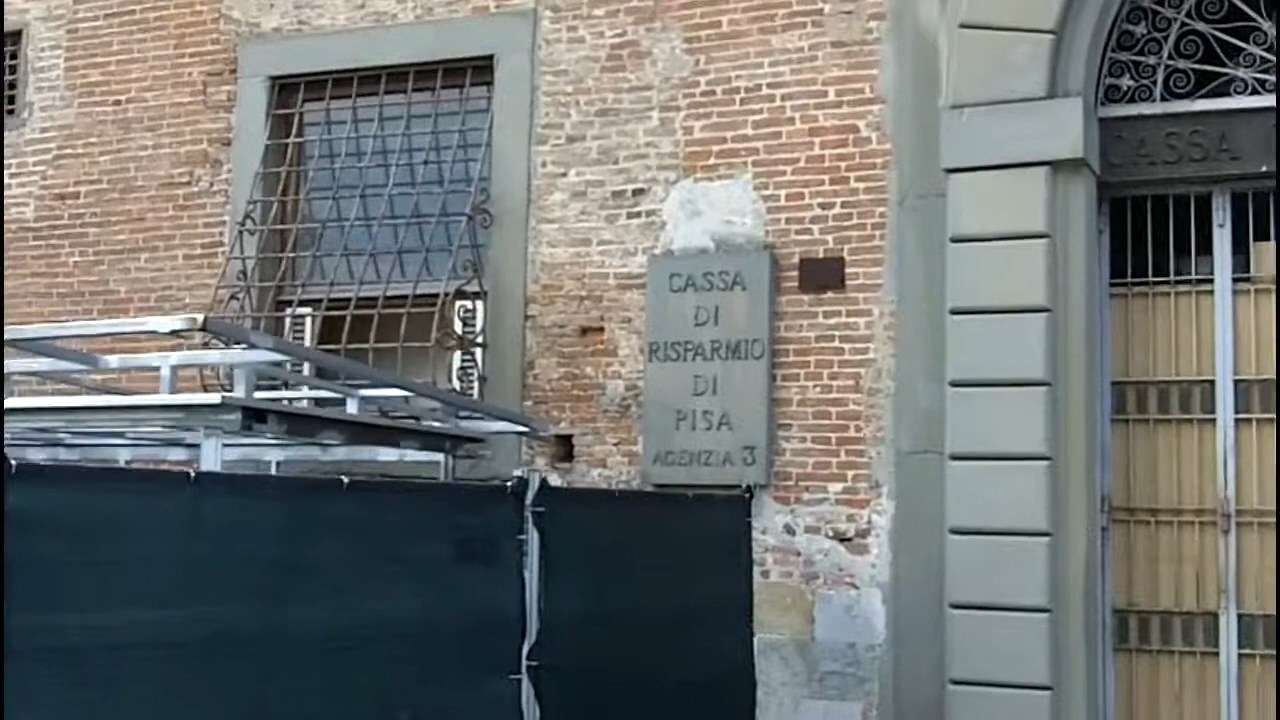 CASSA
DI
RISPARMIO
DI
PISA
AGENZIA 3
CASSA